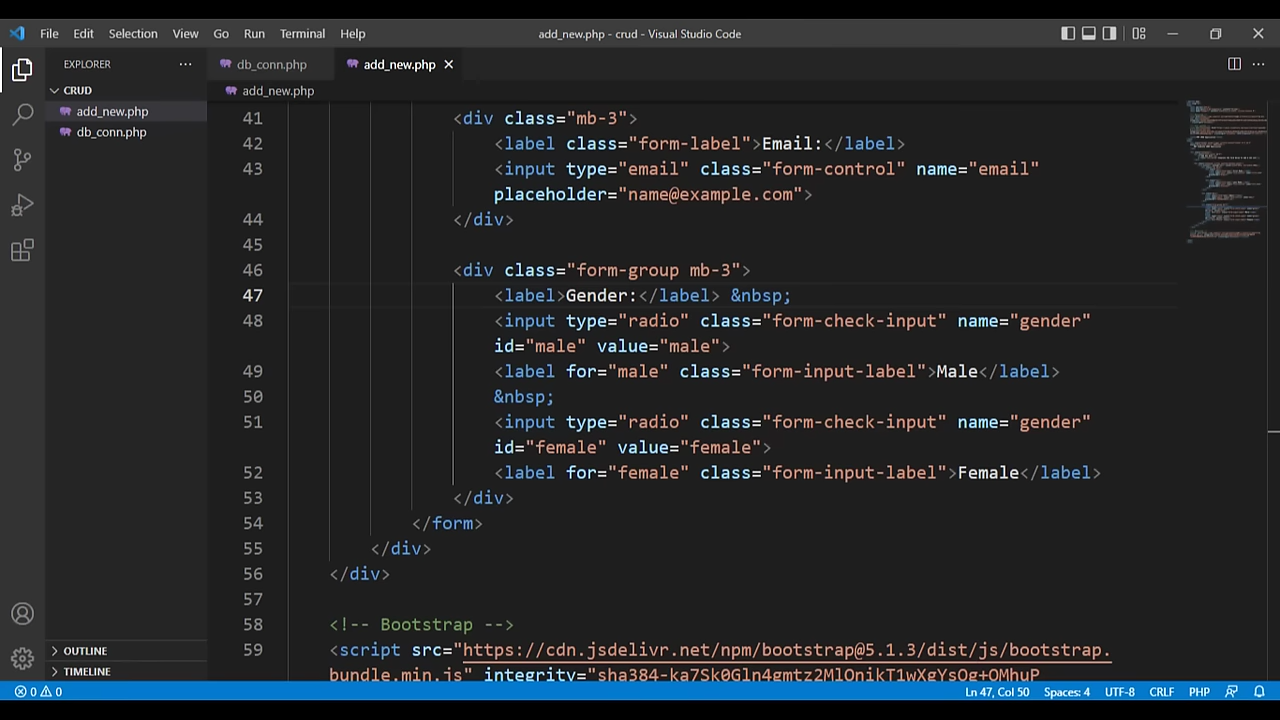 File Edit Selection View Go Run Terminal Help
add_new.php - crud - Visual Studio Code
EXPLORER
db_conn.php
add_new.php
CRUD
add_new.php
add_new.php
db_conn.php
41 <div class="mb-3">
42 <label class="form-label">Email:</label>
43 <input type="email" class="form-control" name="email"
placeholder="name@example.com">
44 </div>
45
46 <div class="form-group mb-3">
47 <label>Gender:</label> &nbsp;
48 <input type="radio" class="form-check-input" name="gender"
id="male" value="male">
49 <label for="male" class="form-input-label">Male</label>
50 &nbsp;
51 <input type="radio" class="form-check-input" name="gender"
id="female" value="female">
52 <label for="female" class="form-input-label">Female</label>
53 </div>
54 </form>
55 </div>
56 </div>
57
58 <!-- Bootstrap -->
59 <script src="https://cdn.jsdelivr.net/npm/bootstrap@5.1.3/dist/js/bootstrap.
bundle.min.js" integrity="sha384-ka7Sk0Gln4gmtz2MlQnikT1wXgYsOg+OMhuP
OUTLINE
TIMELINE
0 0
Ln 47, Col 50 Spaces: 4 UTF-8 CRLF PHP